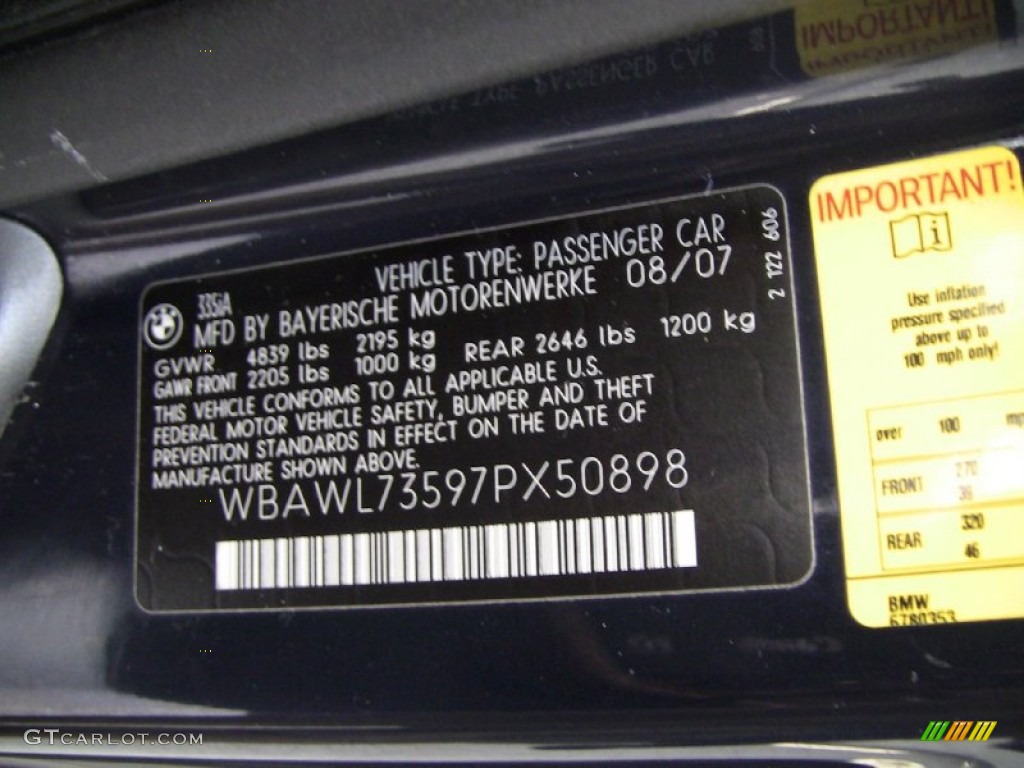 335iA
VEHICLE TYPE: PASSENGER CAR
MFD BY BAYERISCHE MOTORENWERKE 08/07
GVWR 4839 lbs 2195 kg
GAWR FRONT 2205 lbs 1000 kg REAR 2646 lbs 1200 kg
THIS VEHICLE CONFORMS TO ALL APPLICABLE U.S.
FEDERAL MOTOR VEHICLE SAFETY, BUMPER AND THEFT
PREVENTION STANDARDS IN EFFECT ON THE DATE OF
MANUFACTURE SHOWN ABOVE.
WBAWL73597PX50898
2 122 606
IMPORTANT!
i
Use inflation
pressure specified
above up to
100 mph only!
over 100
FRONT 270
REAR 320
46
BMW
6780353
GTCARLOT.COM